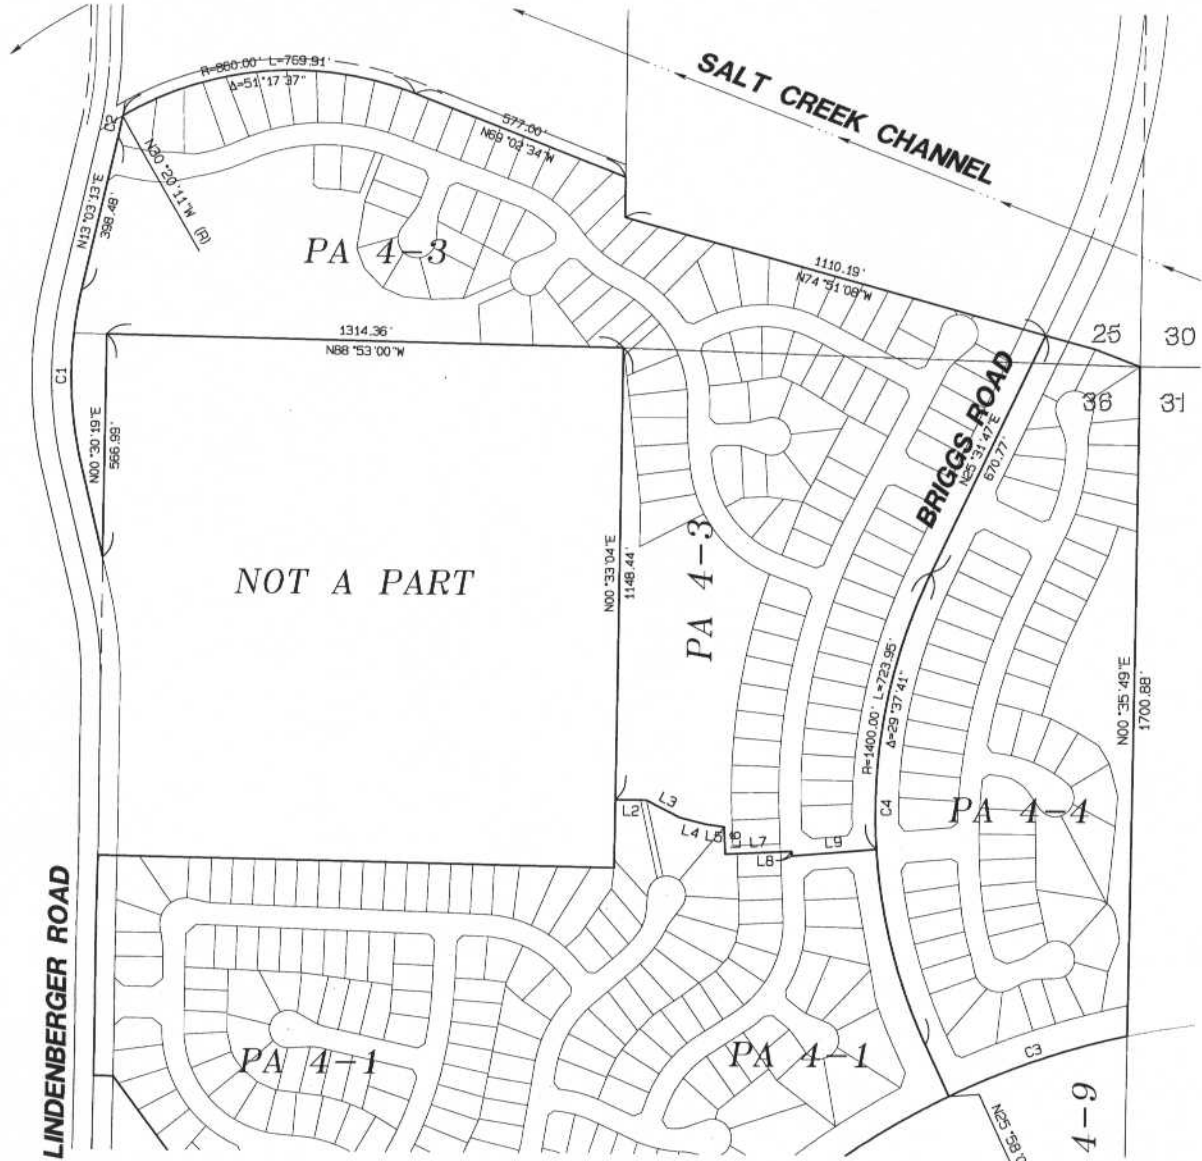 R=860.00' L=769.91'
Δ=51°17'37"
577.00'
N69°02'34"W
SALT CREEK CHANNEL
C2
N30°20'11"W (R)
N13°03'13"E
398.48'
PA 4-3
1110.19'
N74°51'08"W
25
30
36
31
1314.36'
N88°53'00"W
C1
N00°30'19"E
566.99'
BRIGGS ROAD
N25°31'47"E
670.77'
NOT A PART
N00°33'04"E
1148.44'
PA 4-3
R=1400.00' L=723.95'
Δ=29°37'41"
N00°35'49"E
1700.88'
L2
L3
L4
L5
L6
L7
L8
L9
C4
PA 4-4
LINDENBERGER ROAD
PA 4-1
PA 4-1
C3
4-9
N25°58'